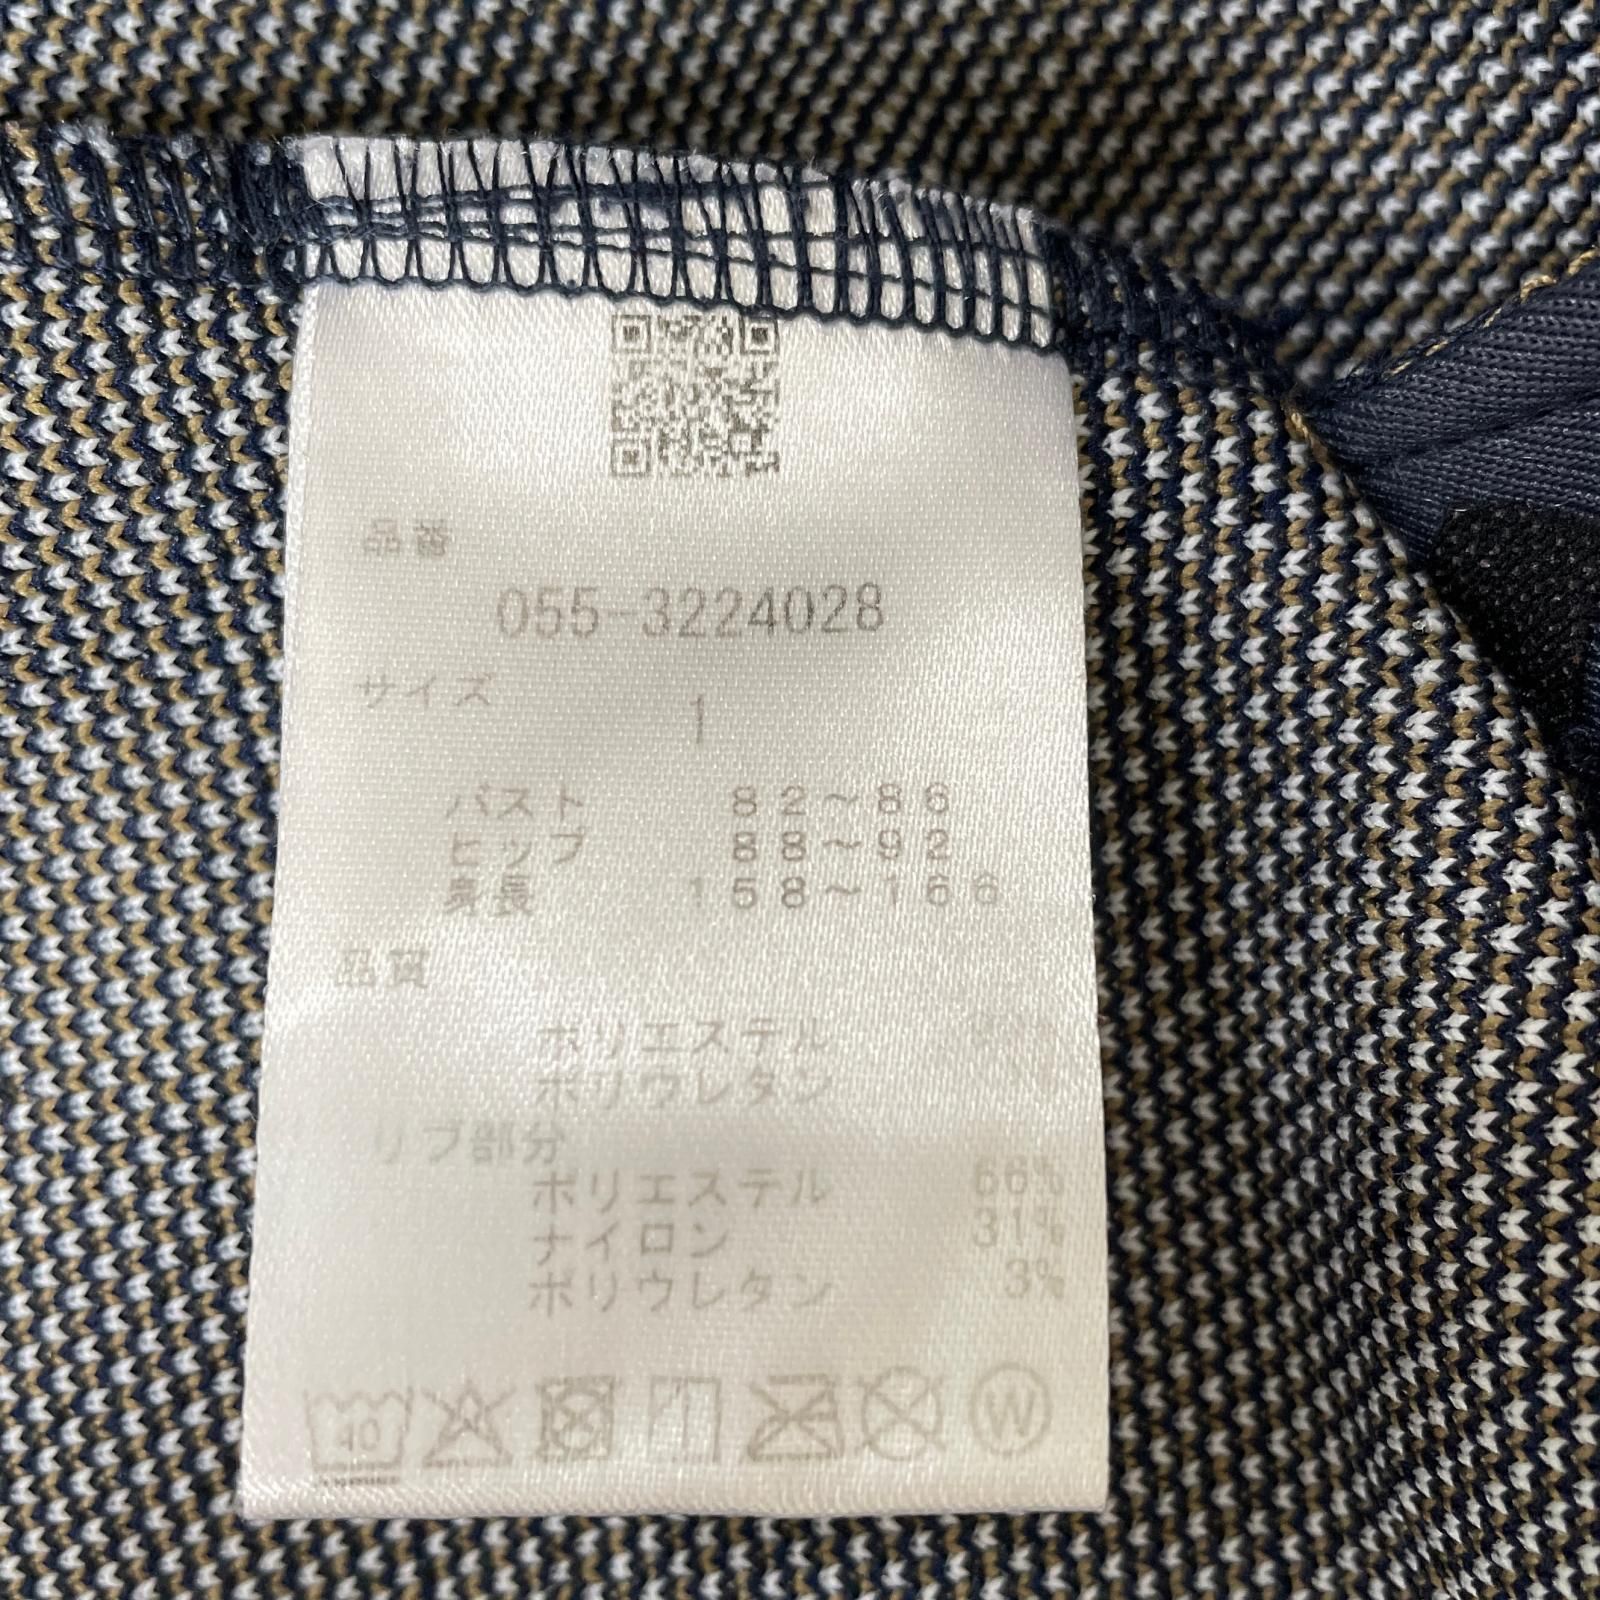 品番
055-3224028
サイズ
1
バスト 82～86
ヒップ 88～92
身長 158～166
品質
ポリエステル
ポリウレタン
リブ部分
ポリエステル 66%
ナイロン 31%
ポリウレタン 3%
40
W